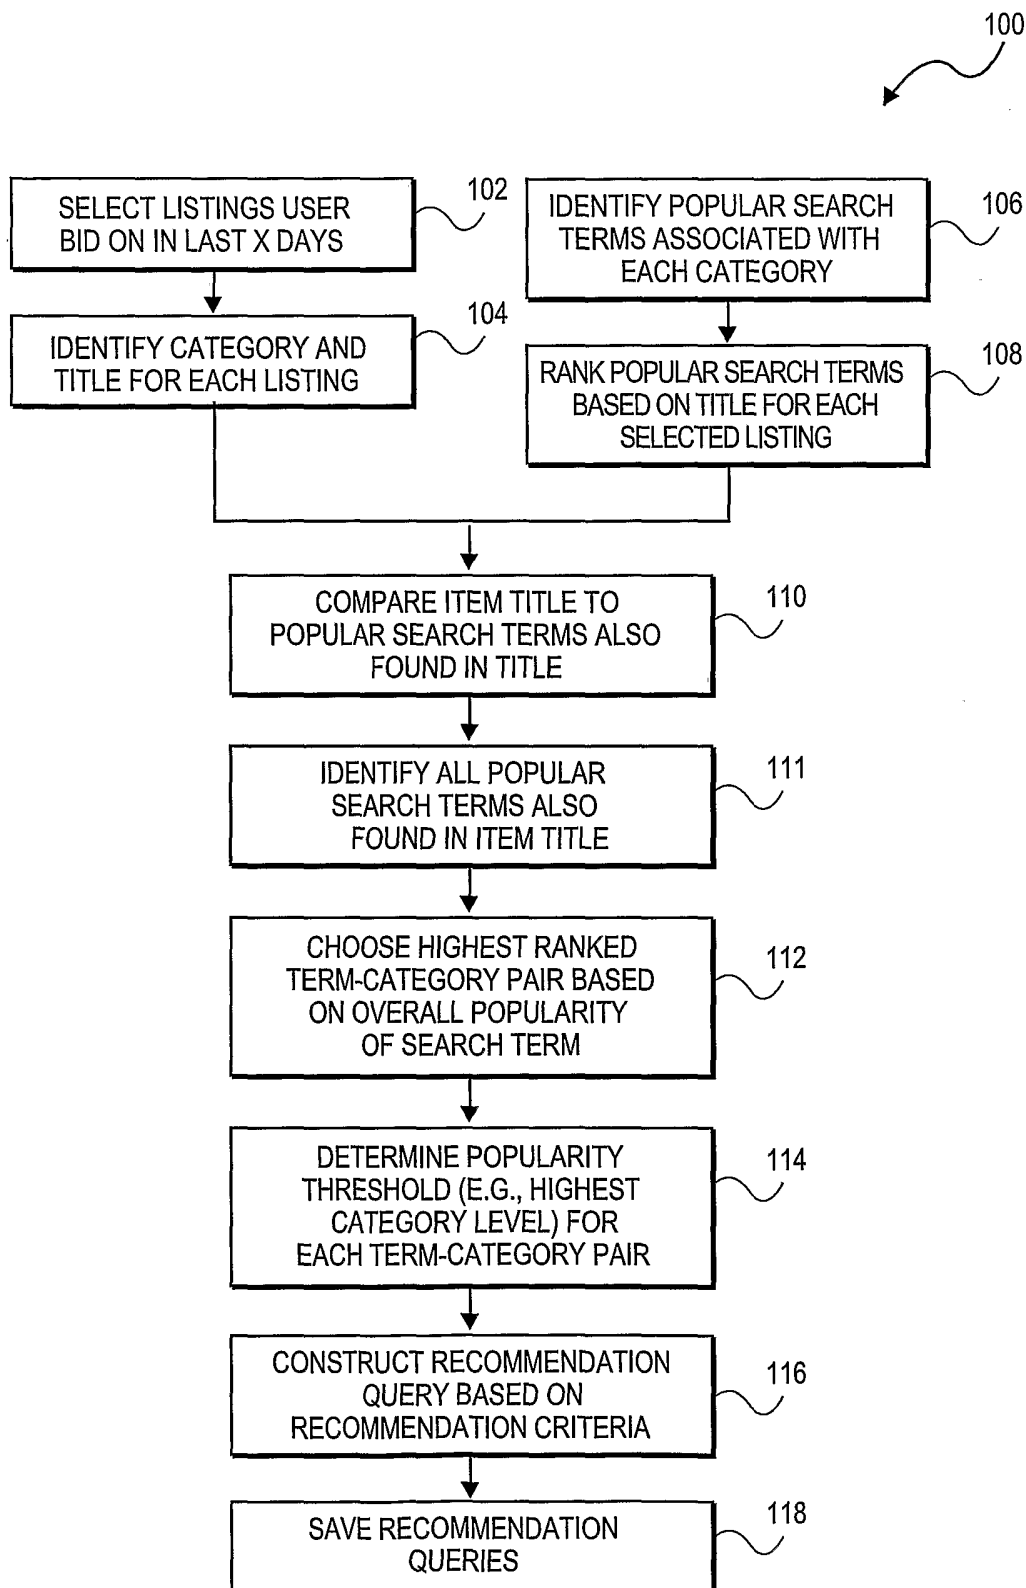 100
SELECT LISTINGS USER
BID ON IN LAST X DAYS
102
IDENTIFY CATEGORY AND
TITLE FOR EACH LISTING
104
IDENTIFY POPULAR SEARCH
TERMS ASSOCIATED WITH
EACH CATEGORY
106
RANK POPULAR SEARCH TERMS
BASED ON TITLE FOR EACH
SELECTED LISTING
108
COMPARE ITEM TITLE TO
POPULAR SEARCH TERMS ALSO
FOUND IN TITLE
110
IDENTIFY ALL POPULAR
SEARCH TERMS ALSO
FOUND IN ITEM TITLE
111
CHOOSE HIGHEST RANKED
TERM-CATEGORY PAIR BASED
ON OVERALL POPULARITY
OF SEARCH TERM
112
DETERMINE POPULARITY
THRESHOLD (E.G., HIGHEST
CATEGORY LEVEL) FOR
EACH TERM-CATEGORY PAIR
114
CONSTRUCT RECOMMENDATION
QUERY BASED ON
RECOMMENDATION CRITERIA
116
SAVE RECOMMENDATION
QUERIES
118